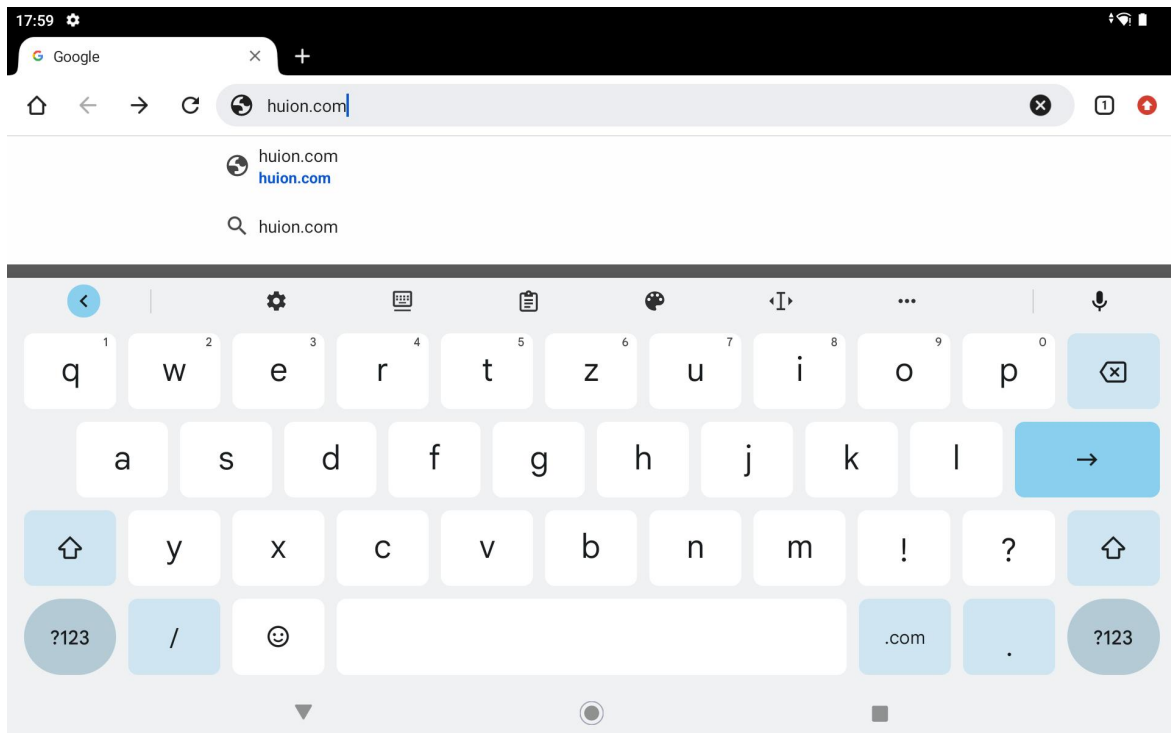 17:59
Google
huion.com
1
huion.com
huion.com
huion.com
q 1 w 2 e 3 r 4 t 5 z 6 u 7 i 8 o 9 p 0
a s d f g h j k l
y x c v b n m ! ?
?123 / .com . ?123